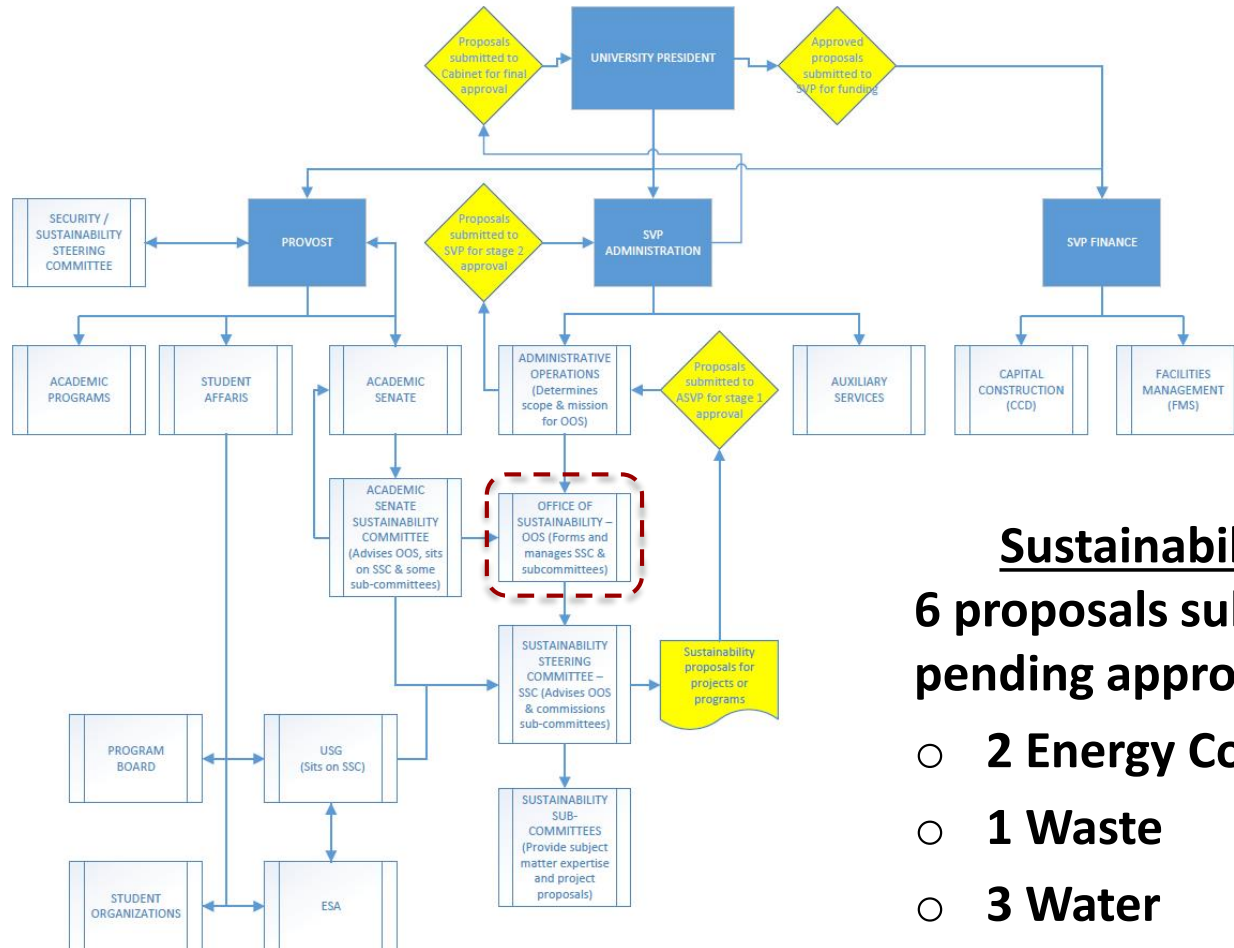 Proposals
submitted to
Cabinet for final
approval
UNIVERSITY PRESIDENT
Approved
proposals
submitted to
SVP for funding
SECURITY /
SUSTAINABILITY
STEERING
COMMITTEE
PROVOST
Proposals
submitted to
SVP for stage 2
approval
SVP
ADMINISTRATION
SVP FINANCE
ACADEMIC
PROGRAMS
STUDENT
AFFARIS
ACADEMIC
SENATE
ADMINISTRATIVE
OPERATIONS
(Determines
scope & mission
for OOS)
Proposals
submitted to
ASVP for stage 1
approval
AUXILIARY
SERVICES
CAPITAL
CONSTRUCTION
(CCD)
FACILITIES
MANAGEMENT
(FMS)
ACADEMIC
SENATE
SUSTAINABILITY
COMMITTEE
(Advises OOS, sits
on SSC & some
sub-committees)
OFFICE OF
SUSTAINABILITY –
OOS (Forms and
manages SSC &
subcommittees)
SUSTAINABILITY
STEERING
COMMITTEE –
SSC (Advises OOS
& commissions
sub-committees)
Sustainability
proposals for
projects or
programs
PROGRAM
BOARD
USG
(Sits on SSC)
SUSTAINABILITY
SUB-
COMMITTEES
(Provide subject
matter expertise
and project
proposals)
STUDENT
ORGANIZATIONS
ESA
Sustainabil
6 proposals su
pending appro
○ 2 Energy Co
○ 1 Waste
○ 3 Water